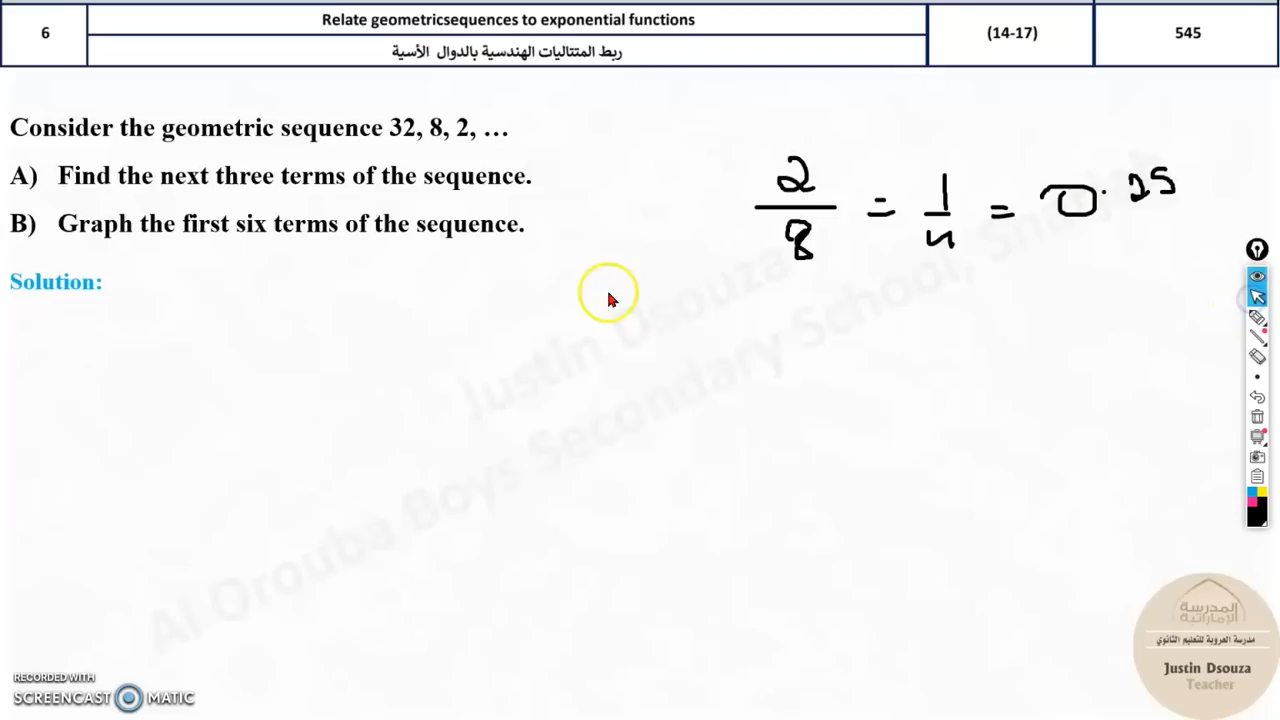 6
Relate geometricsequences to exponential functions
ربط المتتاليات الهندسية بالدوال الأسية
(14-17)
545
Consider the geometric sequence 32, 8, 2, …
A) Find the next three terms of the sequence.
B) Graph the first six terms of the sequence.
2/8 = 1/4 = 0.25
Solution:
Justin Dsouza
Al Orouba Boys Secondary School, Sharjah
المدرسة
الإماراتية
مدرسة العروبة للتعليم الثانوي
Justin Dsouza
Teacher
RECORDED WITH
SCREENCAST MATIC